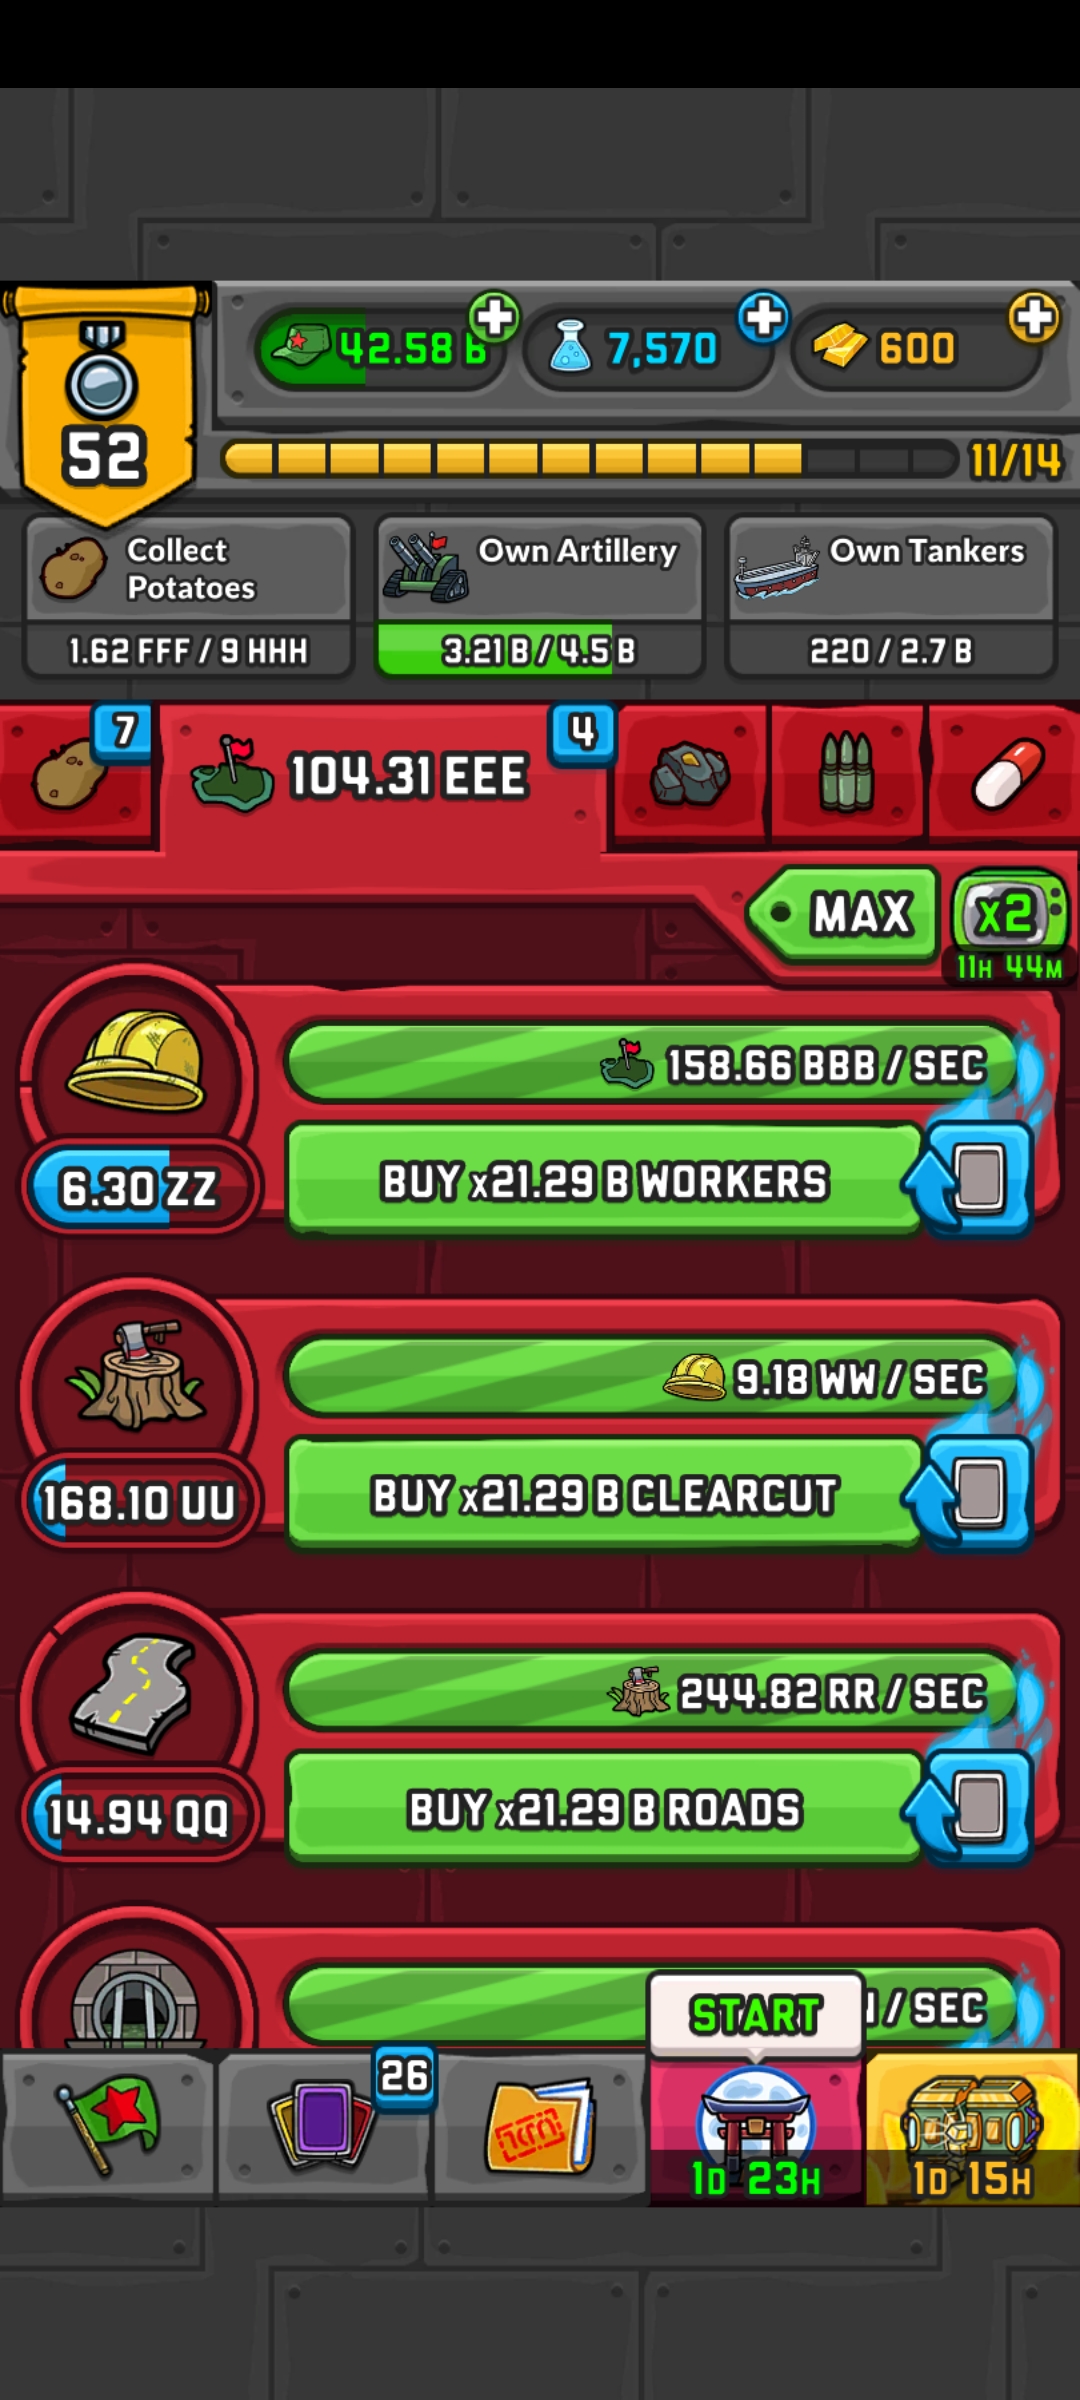 42.58 B
7,570
600
52
11/14
Collect
Potatoes
1.62 FFF / 9 HHH
Own Artillery
3.21 B / 4.5 B
Own Tankers
220 / 2.7 B
7
104.31 EEE
4
MAX
x2
11H 44M
158.66 BBB / SEC
6.30 ZZ
BUY x21.29 B WORKERS
9.18 WW / SEC
168.10 UU
BUY x21.29 B CLEARCUT
244.82 RR / SEC
14.94 QQ
BUY x21.29 B ROADS
/ SEC
START
26
1D 23H
1D 15H